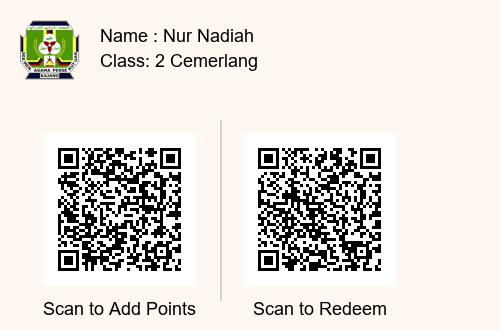 AGAMA PERSE
KAJANG
Name : Nur Nadiah
Class: 2 Cemerlang
Scan to Add Points
Scan to Redeem